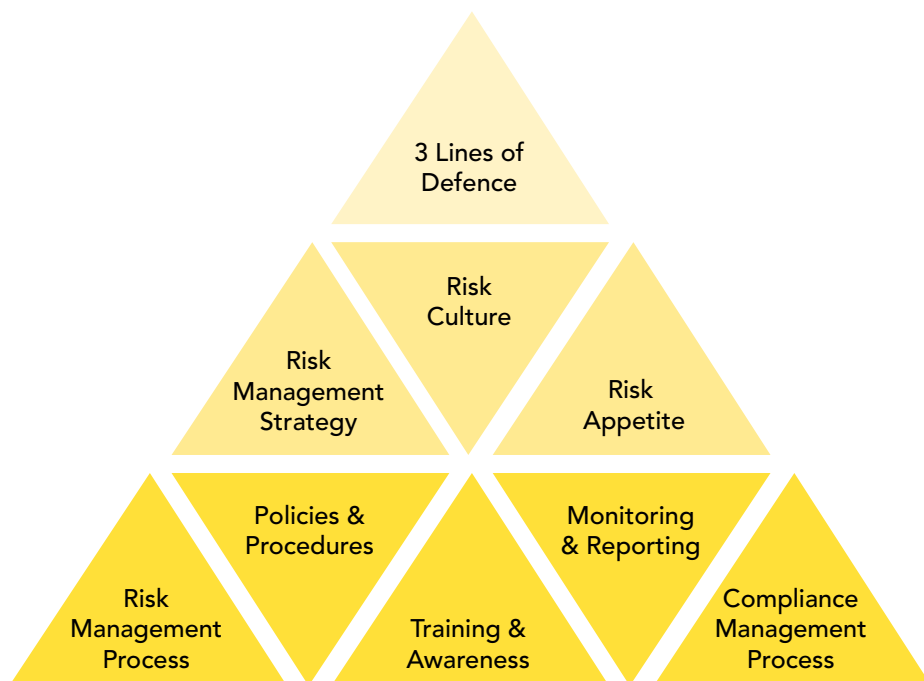 3 Lines of
Defence
Risk
Culture
Risk
Management
Strategy
Risk
Appetite
Policies &
Procedures
Monitoring
& Reporting
Risk
Management
Process
Training &
Awareness
Compliance
Management
Process